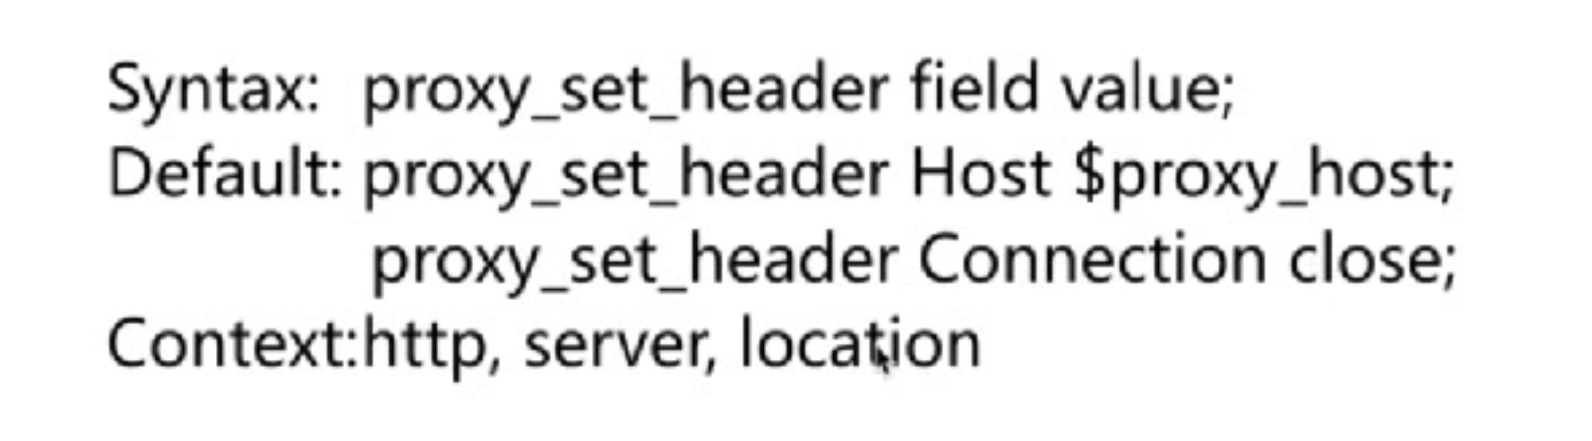 Syntax: proxy_set_header field value;
Default: proxy_set_header Host $proxy_host;
proxy_set_header Connection close;
Context:http, server, location